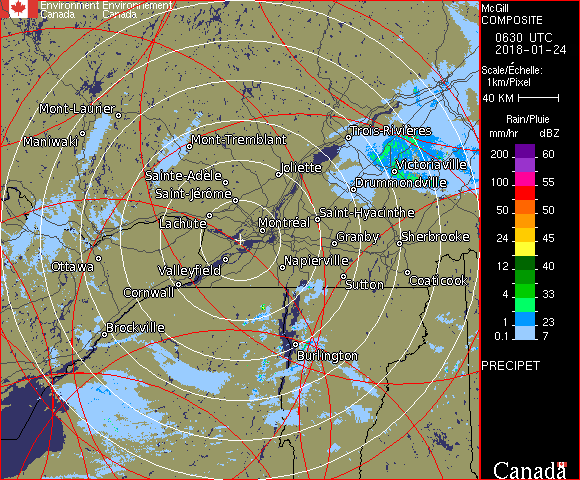 Environment Environnement
Canada Canada
McGill
COMPOSITE
0630 UTC
2018-01-24
Scale/Échelle:
1km/Pixel
40 KM
Rain/Pluie
mm/hr dBZ
200 60
100 55
50 50
24 45
12 40
4 33
1 23
0.1 7
PRECIPET
Canada
Mont-Laurier
Maniwaki
Mont-Tremblant
Trois-Rivières
Victoriaville
Joliette
Sainte-Adèle
Drummondville
Saint-Jérôme
Lachute
Saint-Hyacinthe
Montréal
Granby
Sherbrooke
Ottawa
Valleyfield
Napierville
Cornwall
Sutton
Coaticook
Brockville
Burlington